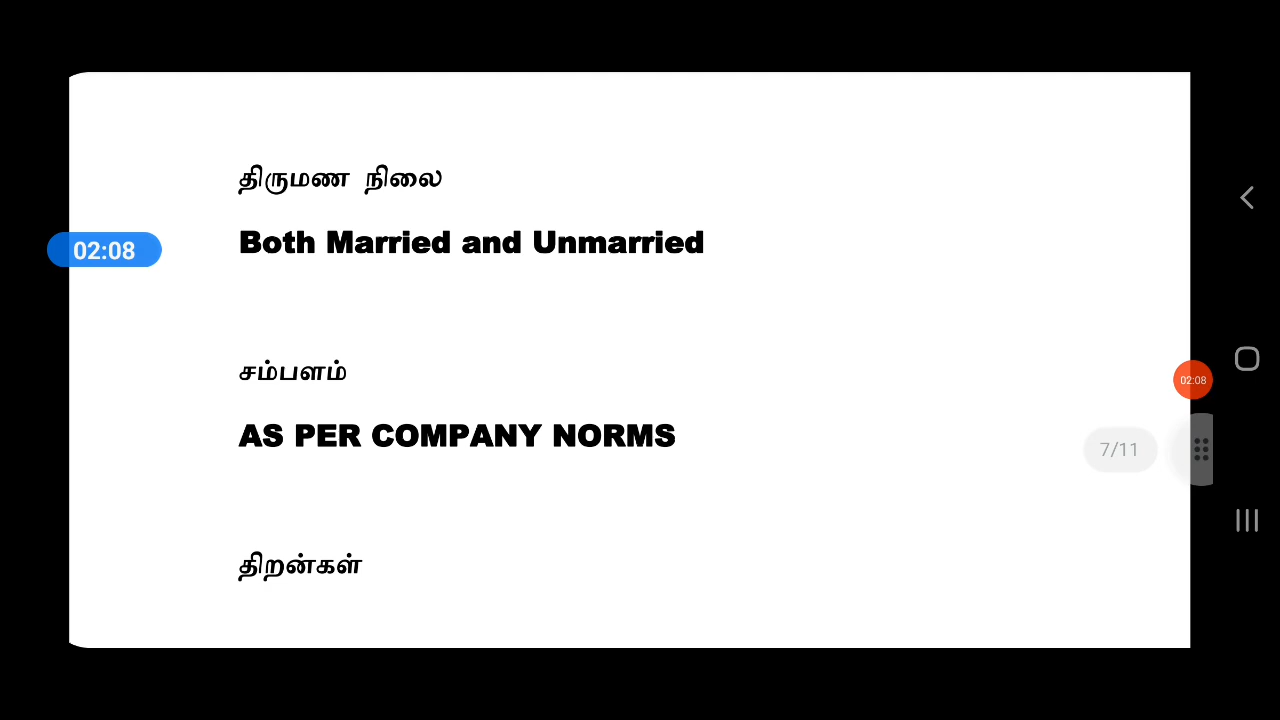 திருமண நிலை
02:08
Both Married and Unmarried
சம்பளம்
02:08
AS PER COMPANY NORMS
7/11
திறன்கள்